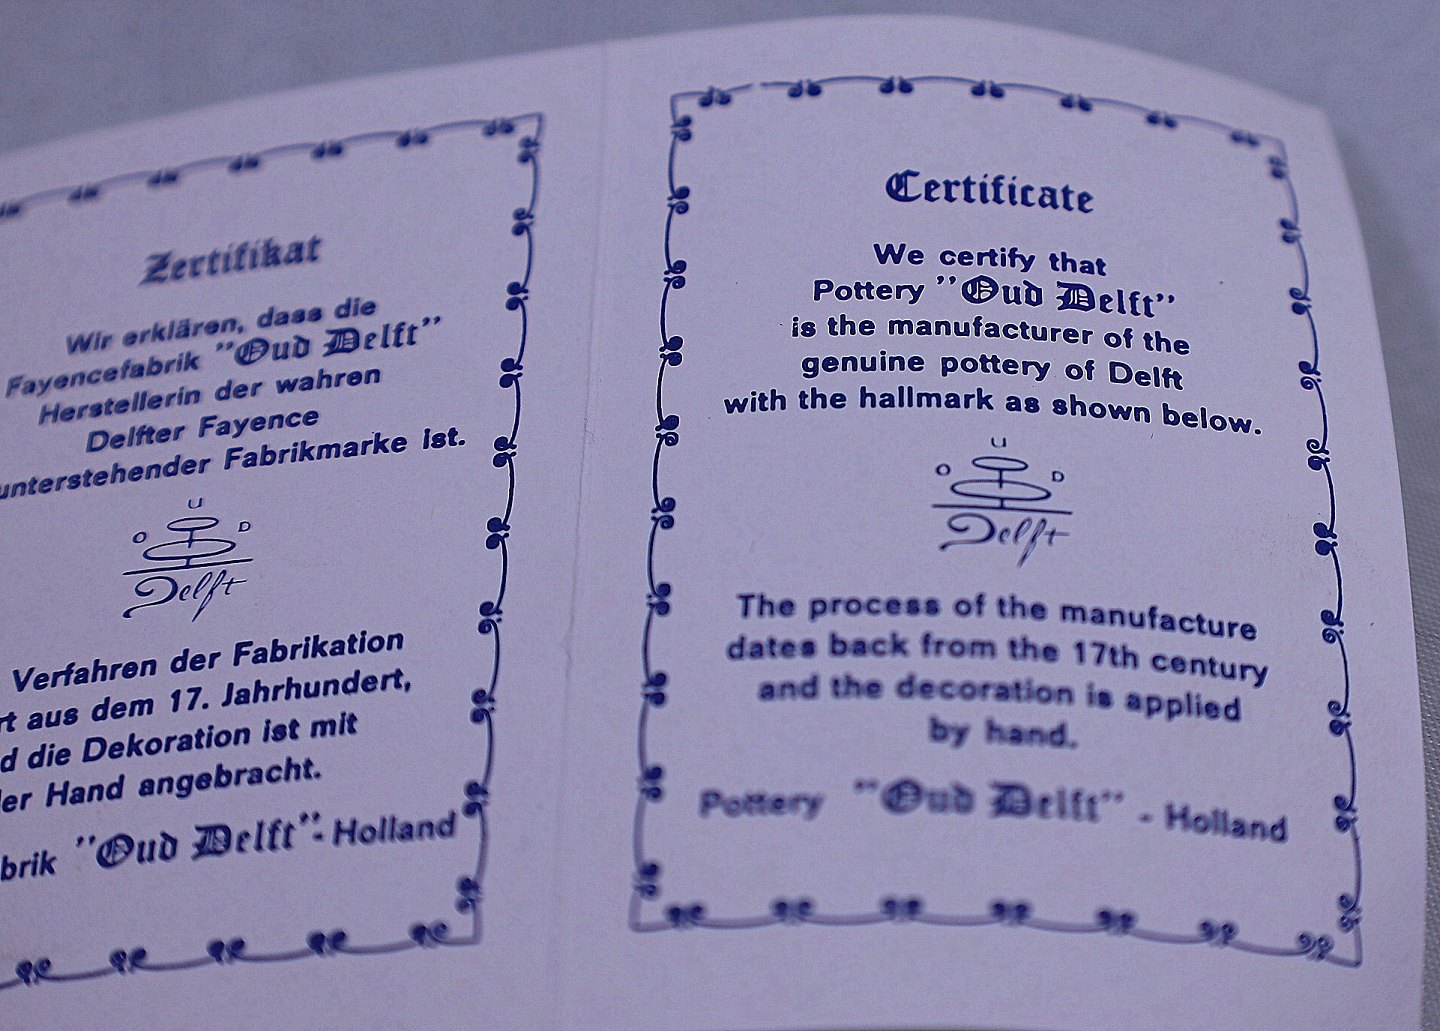 Zertifikat
Wir erklären, dass die
Fayencefabrik "Oud Delft"
Herstellerin der wahren
Delfter Fayence
unterstehender Fabrikmarke ist.
O U D
Delft
Verfahren der Fabrikation
aus dem 17. Jahrhundert,
die Dekoration ist mit
Hand angebracht.
"Oud Delft"- Holland
Certificate
We certify that
Pottery "Oud Delft"
is the manufacturer of the
genuine pottery of Delft
with the hallmark as shown below.
O U D
Delft
The process of the manufacture
dates back from the 17th century
and the decoration is applied
by hand.
Pottery "Oud Delft" - Holland